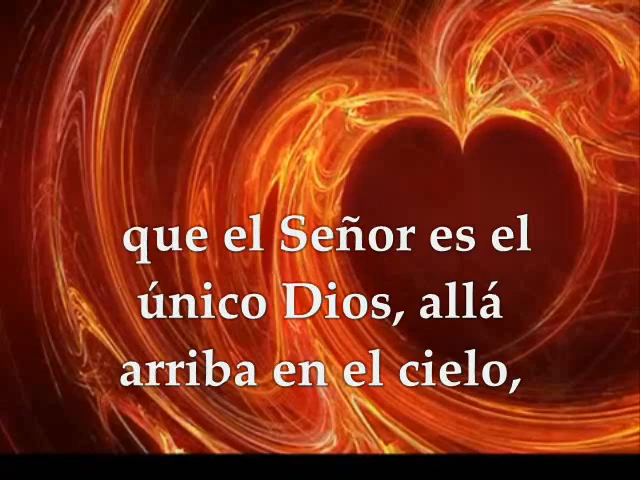 que el Señor es el
único Dios, allá
arriba en el cielo,